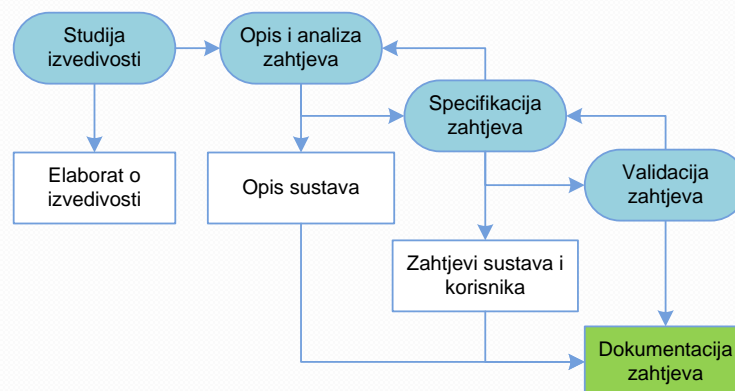 Studija
izvedivosti
Opis i analiza
zahtjeva
Specifikacija
zahtjeva
Validacija
zahtjeva
Elaborat o
izvedivosti
Opis sustava
Zahtjevi sustava i
korisnika
Dokumentacija
zahtjeva